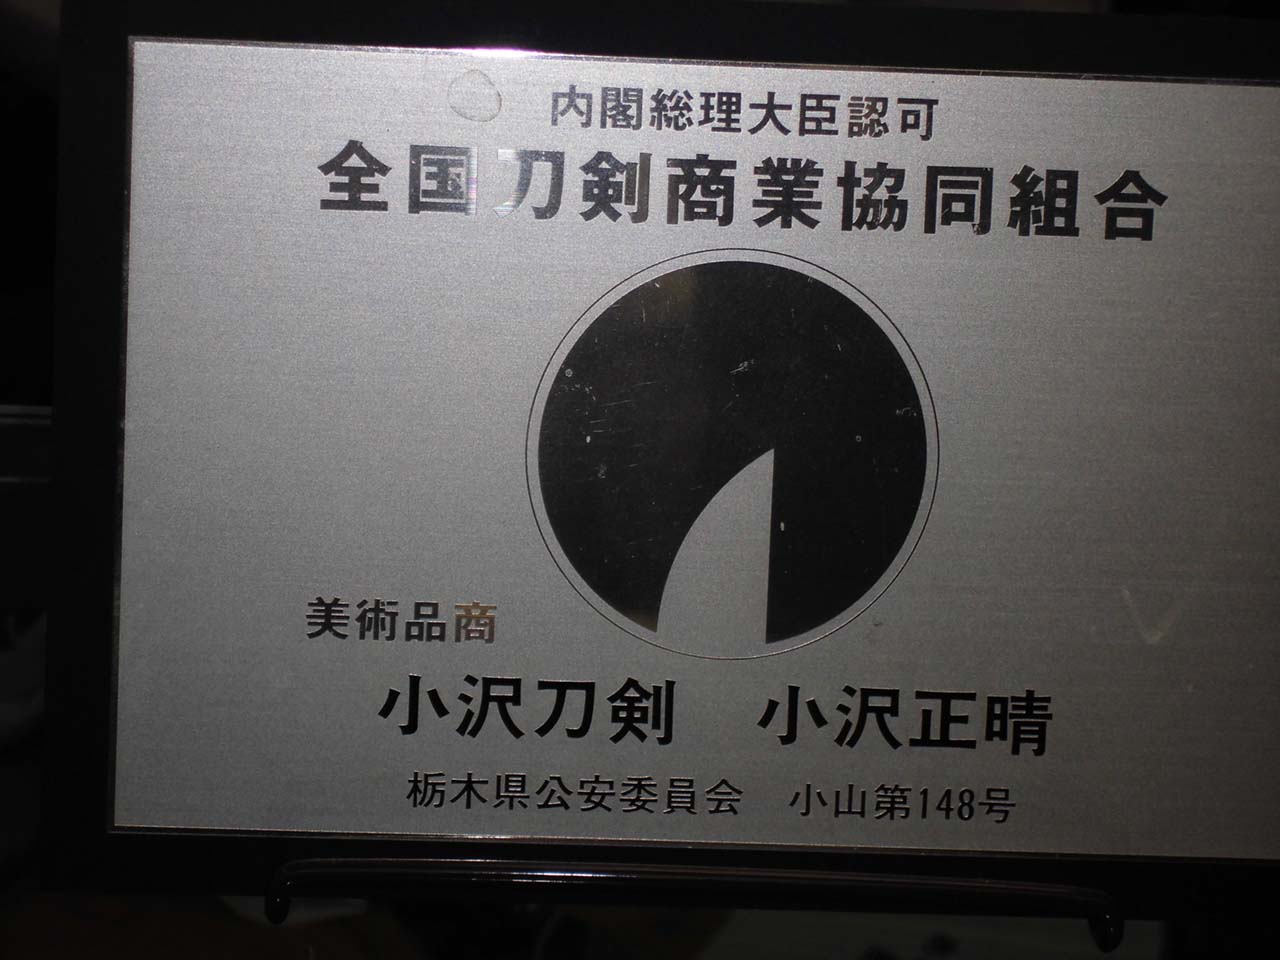 内閣総理大臣認可
全国刀剣商業協同組合
美術品商
小沢刀剣　小沢正晴
栃木県公安委員会　小山第148号